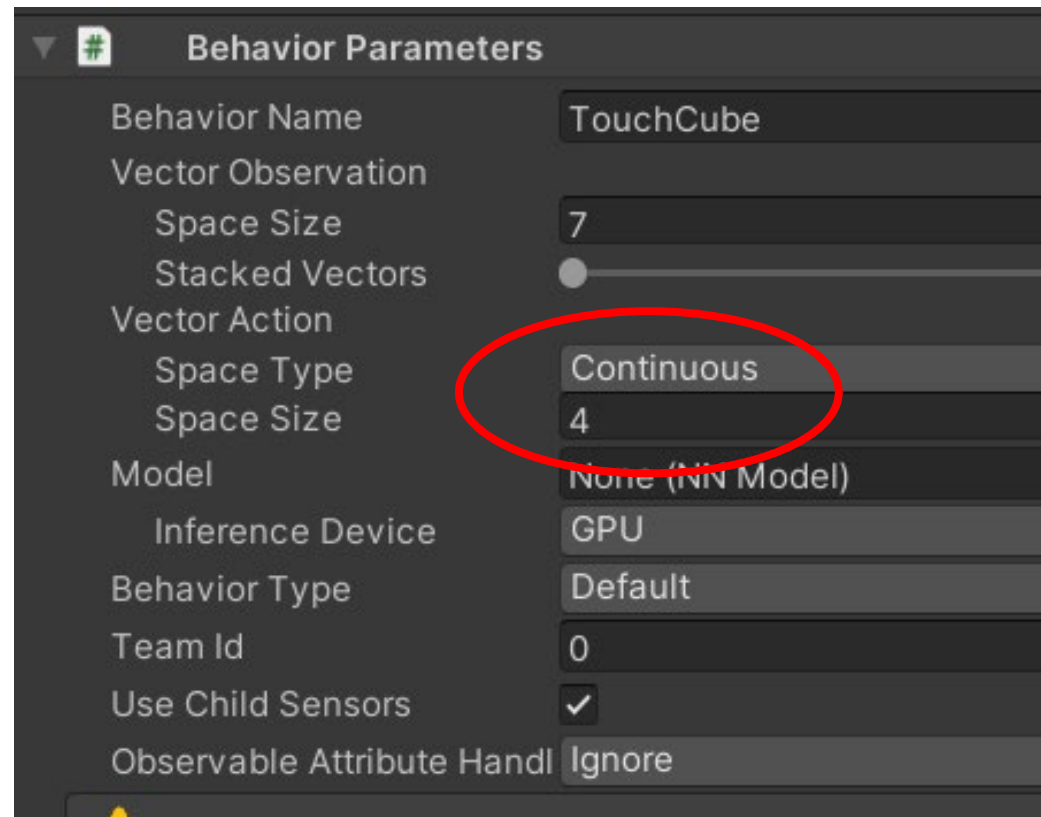 # Behavior Parameters
Behavior Name TouchCube
Vector Observation
Space Size 7
Stacked Vectors
Vector Action
Space Type Continuous
Space Size 4
Model None (NN Model)
Inference Device GPU
Behavior Type Default
Team Id 0
Use Child Sensors
Observable Attribute Handl Ignore